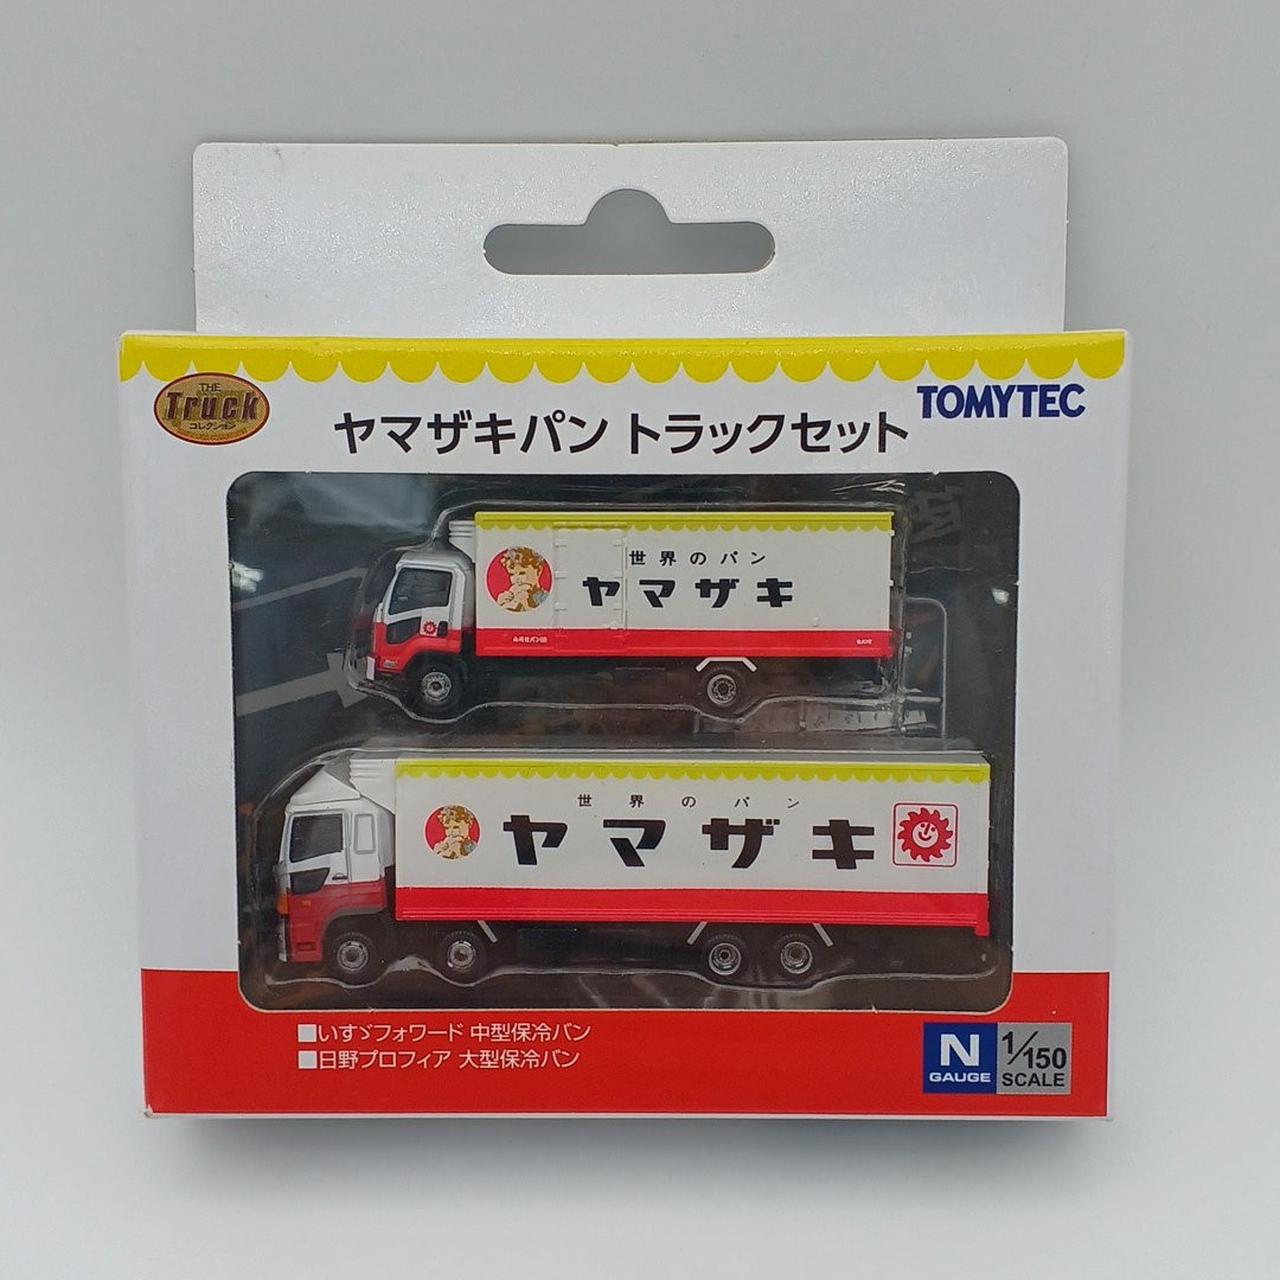 THE
Truck
コレクション
TOMYTEC
ヤマザキパン トラックセット
世界のパン
ヤマザキ
世界のパン
ヤマザキ
■いすゞフォワード 中型保冷バン
■日野プロフィア 大型保冷バン
N
GAUGE
1/150
SCALE